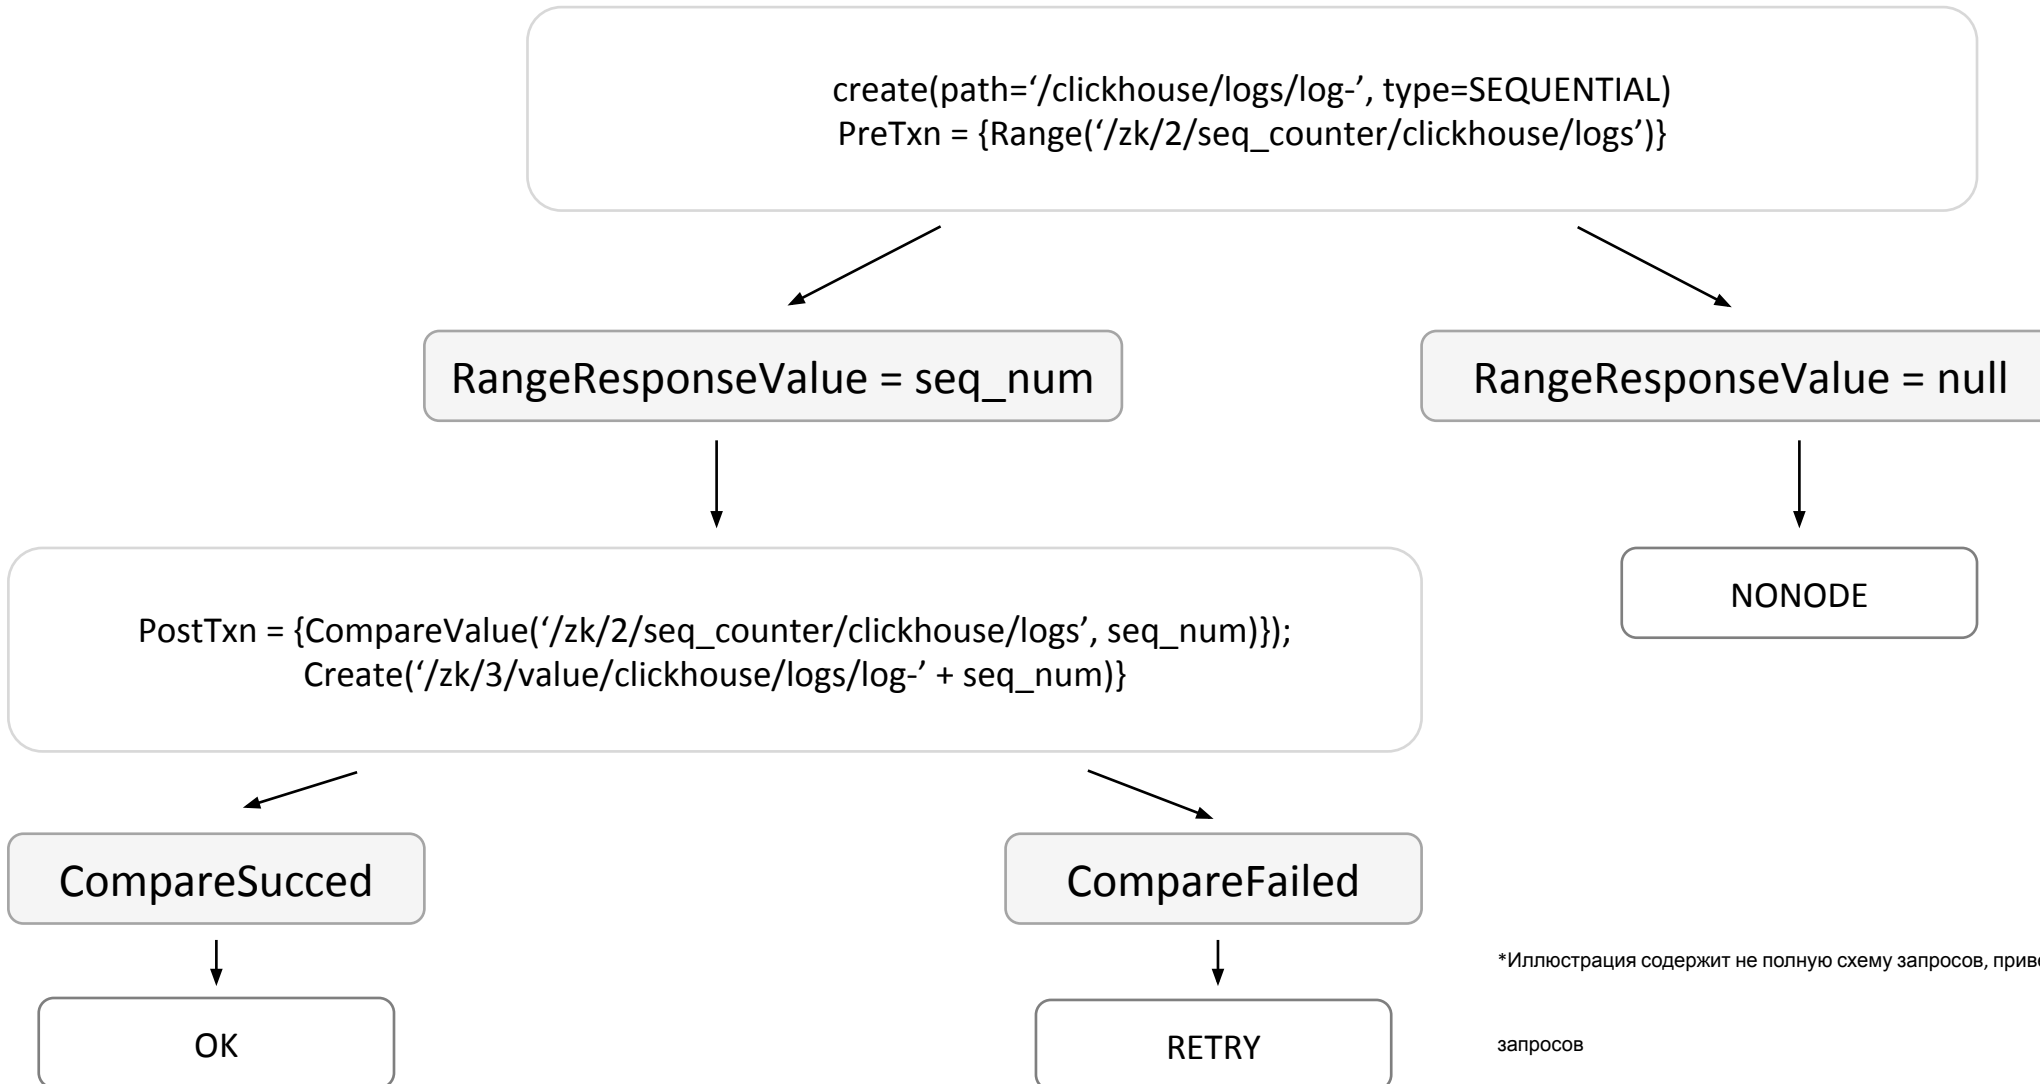 create(path=‘/clickhouse/logs/log-’, type=SEQUENTIAL)
PreTxn = {Range(‘/zk/2/seq_counter/clickhouse/logs’)}
RangeResponseValue = seq_num
RangeResponseValue = null
PostTxn = {CompareValue(‘/zk/2/seq_counter/clickhouse/logs’, seq_num)});
Create(‘/zk/3/value/clickhouse/logs/log-’ + seq_num)}
NONODE
CompareSucced
CompareFailed
*Иллюстрация содержит не полную схему запросов,
OK
RETRY
запросов